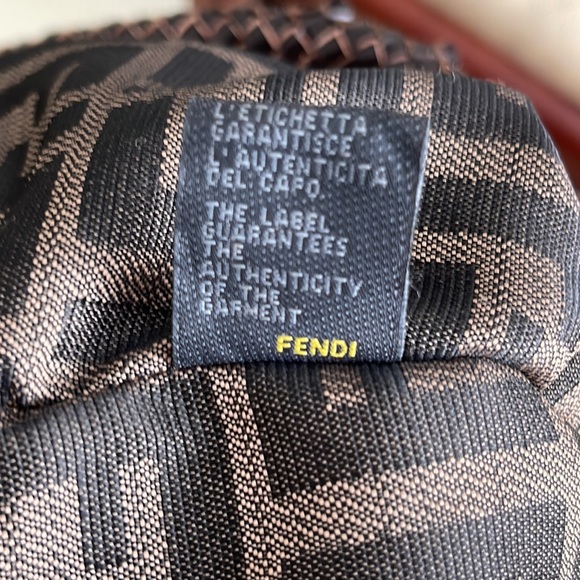 L'ETICHETTA
GARANTISCE
L'AUTENTICITA
DEL CAPO
THE LABEL
GUARANTEES
THE
AUTHENTICITY
OF THE
GARMENT
FENDI